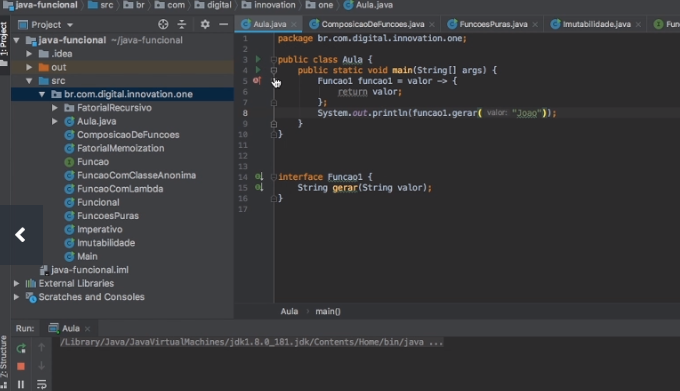 java-funcional
src
br
com
digital
innovation
one
Aula.java
Project
Aula.java
ComposicaoDeFuncoes.java
FuncoesPuras.java
Imutabilidade.java
1: Project
java-funcional ~/java-funcional
.idea
out
src
br.com.digital.innovation.one
FatorialRecursivo
Aula.java
ComposicaoDeFuncoes
FatorialMemoization
Funcao
FuncaoComClasseAnonima
FuncaoComLambda
Funcional
FuncoesPuras
Imperativo
Imutabilidade
Main
java-funcional.iml
External Libraries
Scratches and Consoles
1 package br.com.digital.innovation.one;
2
3 public class Aula {
4 public static void main(String[] args) {
5 Funcao1 funcao1 = valor -> {
6 return valor;
7 };
8 System.out.println(funcao1.gerar( valor: "Joao"));
9 }
10 }
11
12
13
14 interface Funcao1 {
15 String gerar(String valor);
16 }
17
Aula › main()
Run: Aula
/Library/Java/JavaVirtualMachines/jdk1.8.0_181.jdk/Contents/Home/bin/java ...
Z: Structure